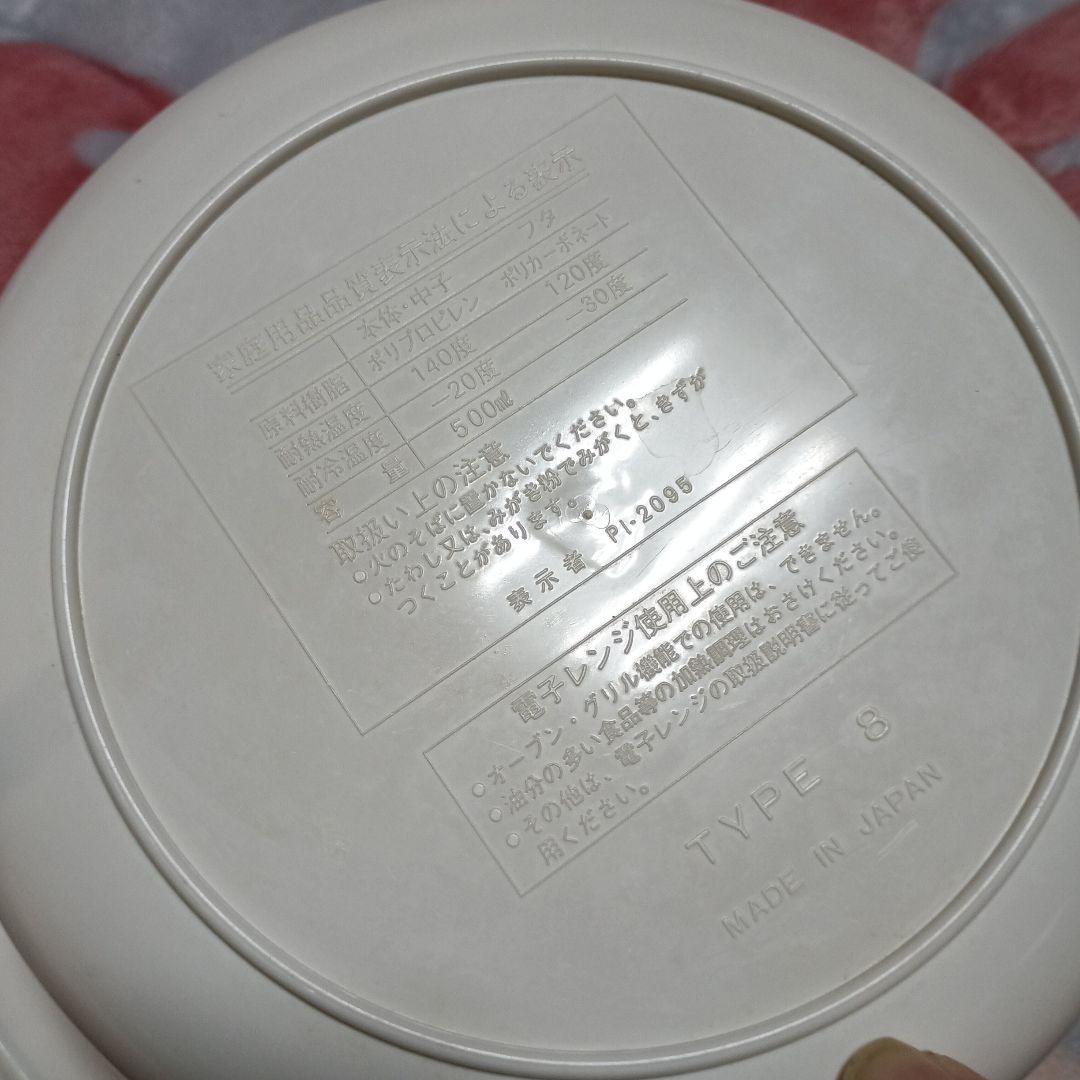 家庭用品品質表示法による表示
本体・中子 フタ
原料樹脂 ポリプロピレン ポリカーボネート
耐熱温度 140度 120度
耐冷温度 −20度 −30度
容量 500㎖
取扱い上の注意
●火のそばに置かないでください。
●たわし又は、みがき粉でみがくと、きずが
つくことがあります。
表示者 PI-2095
電子レンジ使用上のご注意
●オーブン・グリル機能での使用は、できません。
●油分の多い食品等の加熱調理はおさけください。
●その他は、電子レンジの取扱説明書に従ってご使
用ください。
TYPE 8
MADE IN JAPAN